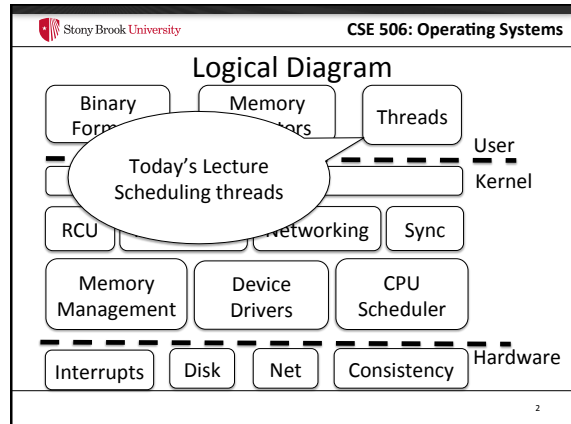 Stony Brook University
CSE 506: Operating Systems
Logical Diagram
Binary
Memory
Threads
User
Today's Lecture
Scheduling threads
Kernel
RCU
Networking
Sync
Memory
Management
Device
Drivers
CPU
Scheduler
Hardware
Interrupts
Disk
Net
Consistency
2